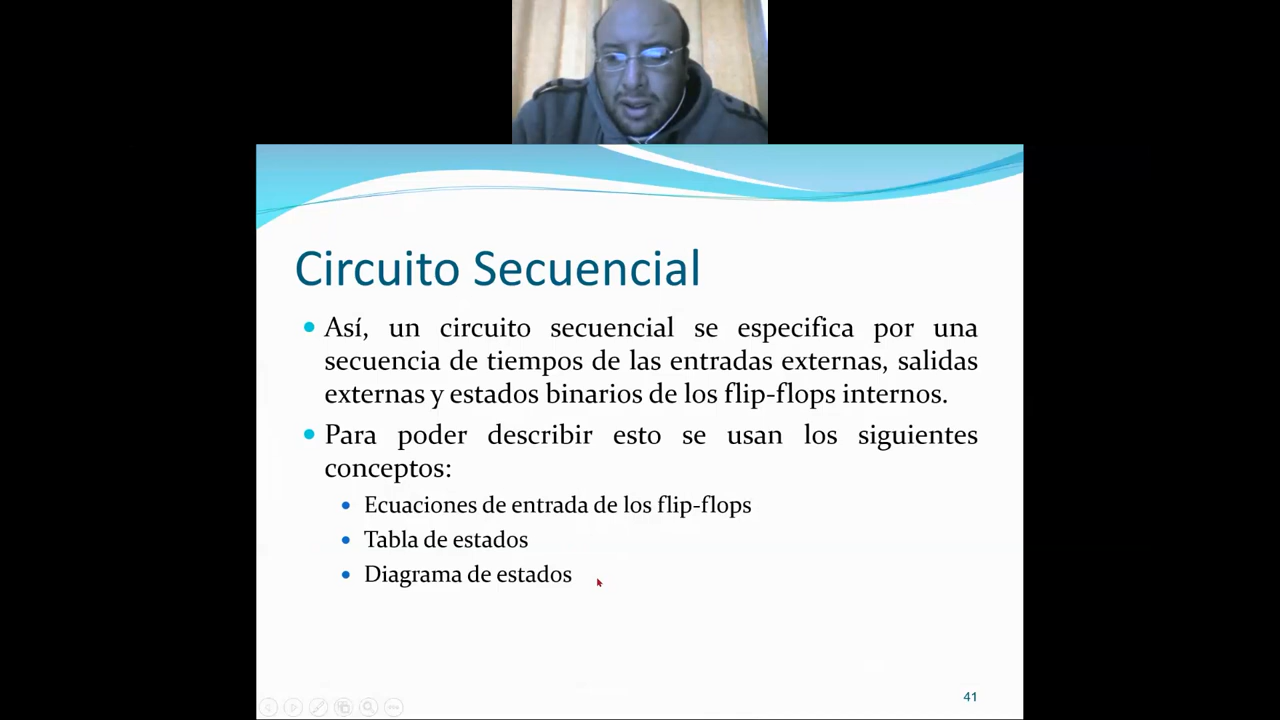 Circuito Secuencial
Así, un circuito secuencial se especifica por una
secuencia de tiempos de las entradas externas, salidas
externas y estados binarios de los flip-flops internos.
Para poder describir esto se usan los siguientes
conceptos:
Ecuaciones de entrada de los flip-flops
Tabla de estados
Diagrama de estados
41